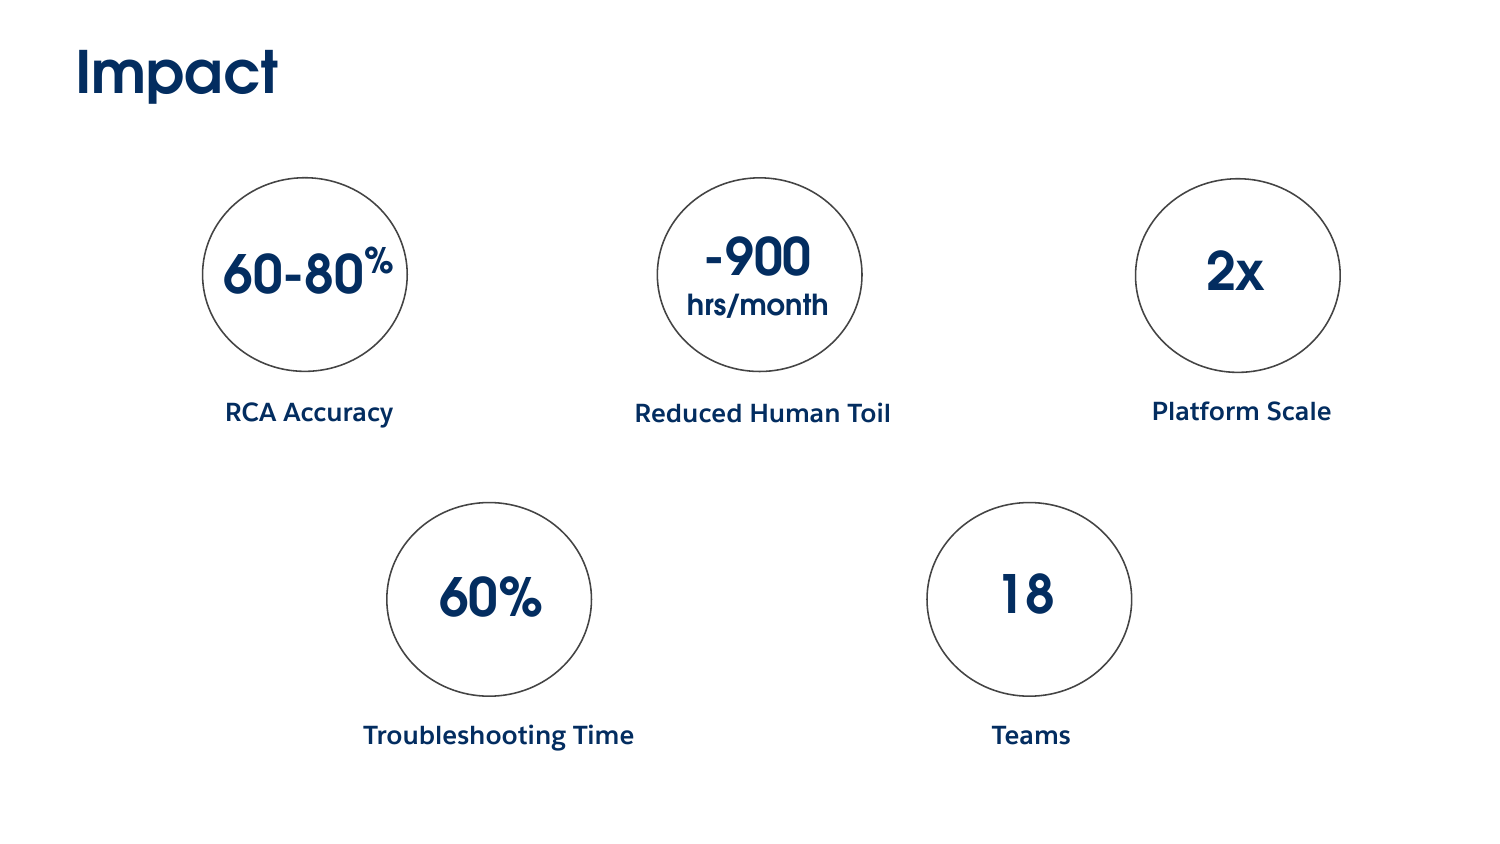 Impact
60-80%
RCA Accuracy
-900
hrs/month
Reduced Human Toil
2x
Platform Scale
60%
Troubleshooting Time
18
Teams